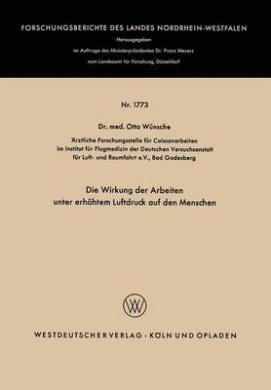 FORSCHUNGSBERICHTE DES LANDES NORDRHEIN-WESTFALEN
Herausgegeben
im Auftrage des Ministerpräsidenten Dr. Franz Meyers
vom Landesamt für Forschung, Düsseldorf
Nr. 1773
Dr. med. Otto Wünsche
Ärztliche Forschungsstelle für Caissonarbeiten
im Institut für Flugmedizin der Deutschen Versuchsanstalt
für Luft- und Raumfahrt e.V., Bad Godesberg
Die Wirkung der Arbeiten
unter erhöhtem Luftdruck auf den Menschen
WESTDEUTSCHER VERLAG · KÖLN UND OPLADEN